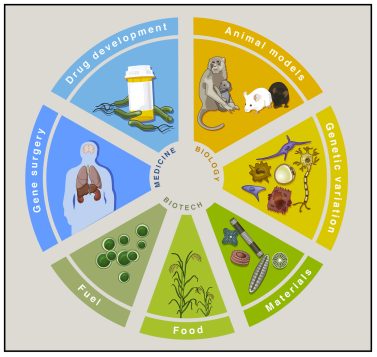 Drug development
Animal models
Gene surgery
Genetic variation
MEDICINE
BIOLOGY
BIOTECH
Fuel
Food
Materials